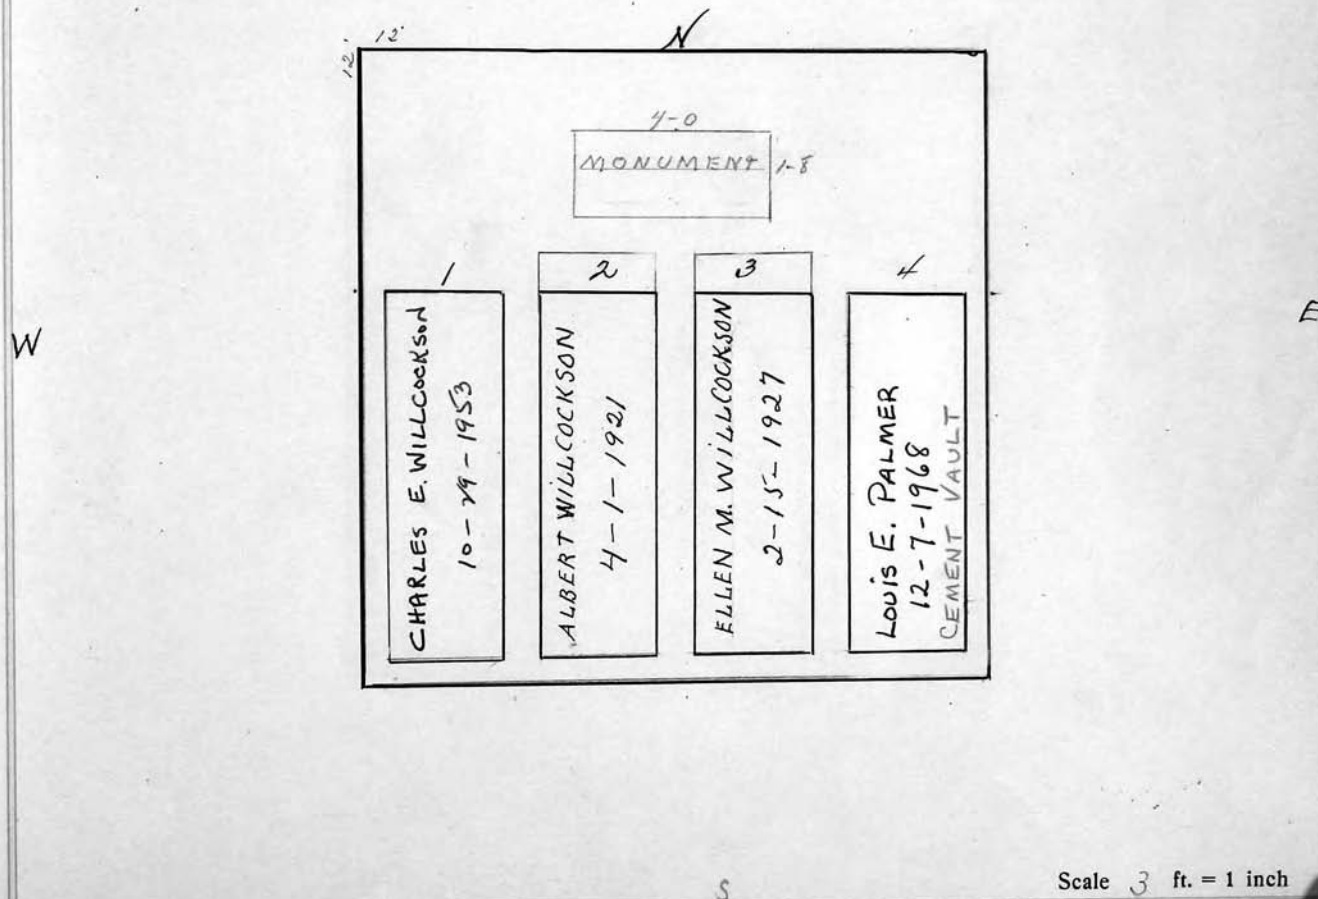 12'
12'
N
4-0
MONUMENT
1-8
1
2
3
4
W
E
CHARLES E. WILLCOCKSON
10-29-1953
ALBERT WILLCOCKSON
4-1-1921
ELLEN M. WILLCOCKSON
2-15-1927
LOUIS E. PALMER
12-7-1968
CEMENT VAULT
S
Scale 3 ft. = 1 inch